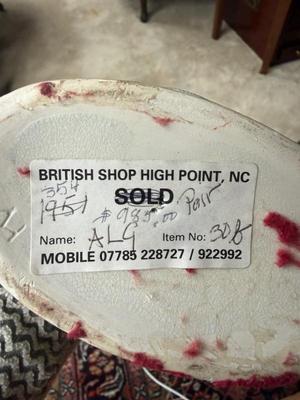 BRITISH SHOP HIGH POINT, NC
354
1951 SOLD Pair
$ 985.00
Name: ALG Item No: 308
MOBILE 07785 228727 / 922992